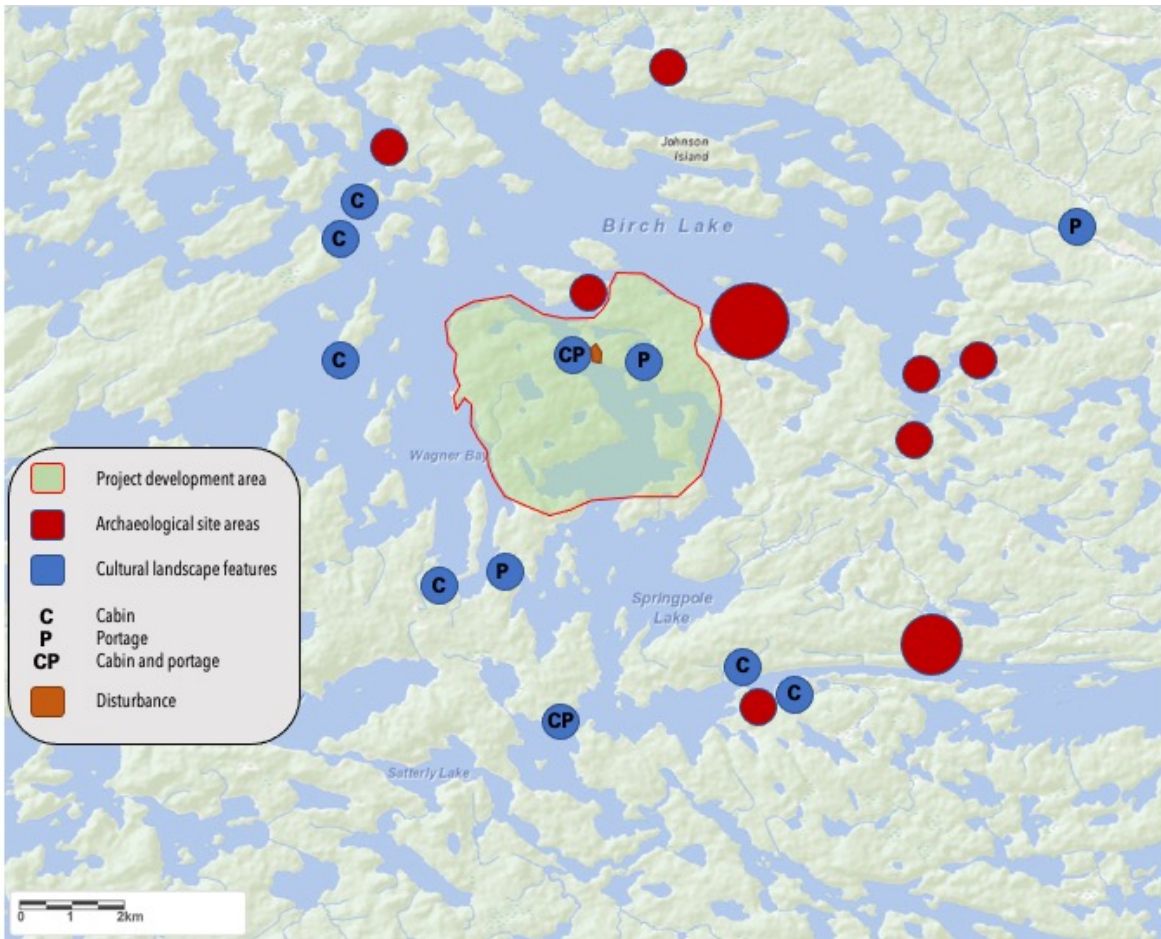 Johnson
Island
C
P
Birch Lake
C
CP
P
C
Wagner Bay
Project development area
Archaeological site areas
Cultural landscape features
C Cabin
P Portage
CP Cabin and portage
Disturbance
P
C
Springpole
Lake
C
C
CP
Satterly Lake
0 1 2km